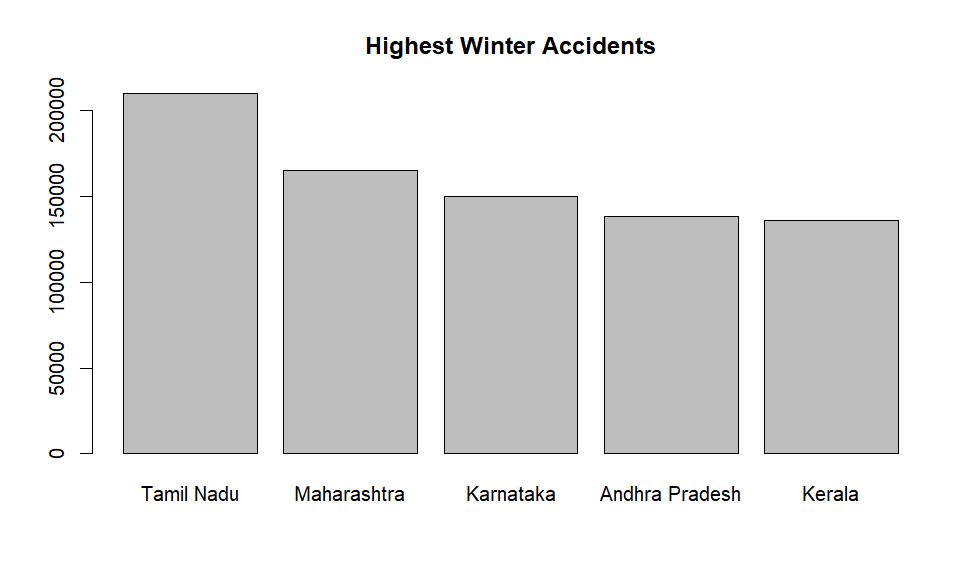 Highest Winter Accidents
200000
150000
100000
50000
0
Tamil Nadu Maharashtra Karnataka Andhra Pradesh Kerala